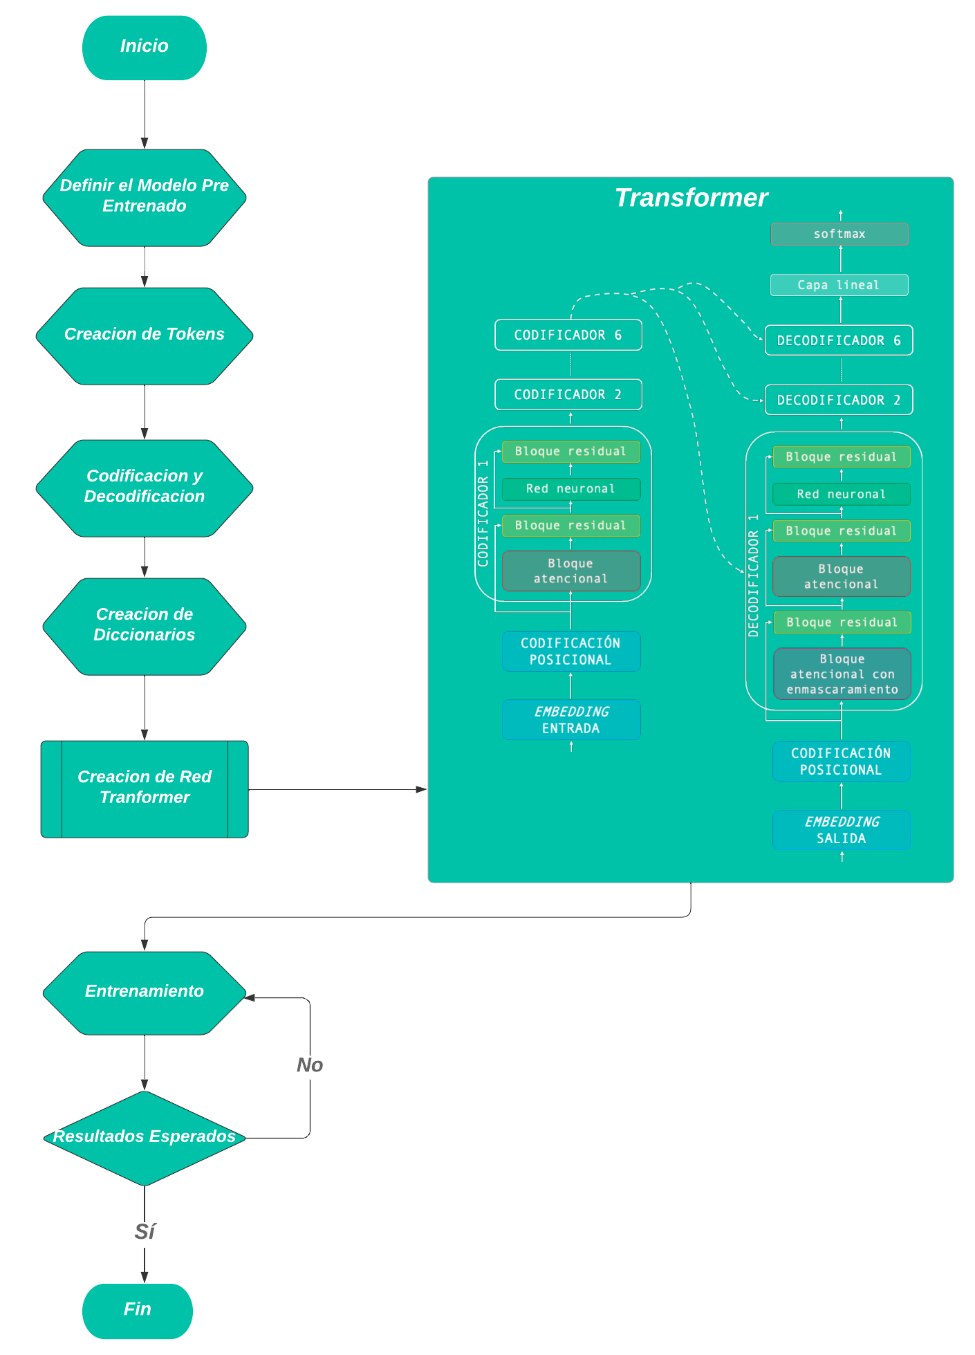 Inicio
Definir el Modelo Pre
Entrenado
Creacion de Tokens
Codificacion y
Decodificacion
Creacion de
Diccionarios
Creacion de Red
Tranformer
Transformer
softmax
Capa lineal
CODIFICADOR 6
CODIFICADOR 2
CODIFICADOR 1
Bloque residual
Red neuronal
Bloque residual
Bloque
atencional
CODIFICACIÓN
POSICIONAL
EMBEDDING
ENTRADA
DECODIFICADOR 6
DECODIFICADOR 2
DECODIFICADOR 1
Bloque residual
Red neuronal
Bloque residual
Bloque
atencional
Bloque residual
Bloque
atencional con
enmascaramiento
CODIFICACIÓN
POSICIONAL
EMBEDDING
SALIDA
Entrenamiento
No
Resultados Esperados
Sí
Fin